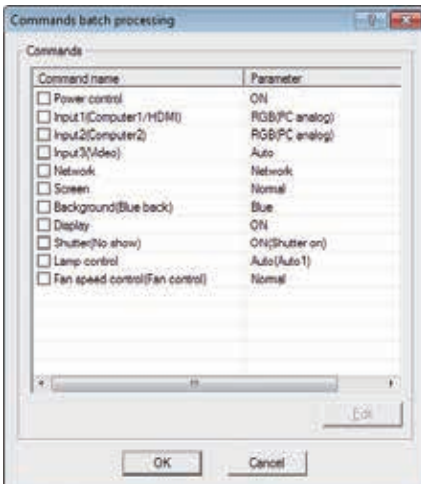 Commands batch processing
Commands
Command name Parameter
Power control ON
Input1(Computer1/HDMI) RGB(PC analog)
Input2(Computer2) RGB(PC analog)
Input3(Video) Auto
Network Network
Screen Normal
Background(Blue back) Blue
Display ON
Shutter(No show) ON(Shutter on)
Lamp control Auto(Auto1)
Fan speed control(Fan control) Normal
Edit
OK Cancel